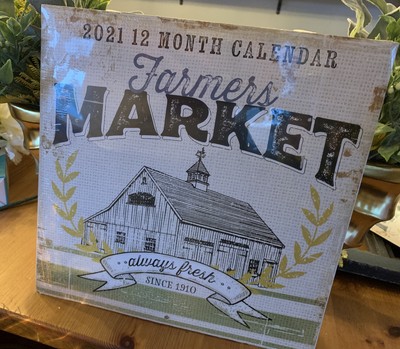 2021 12 MONTH CALENDAR
Farmers
MARKET
always fresh
SINCE 1910